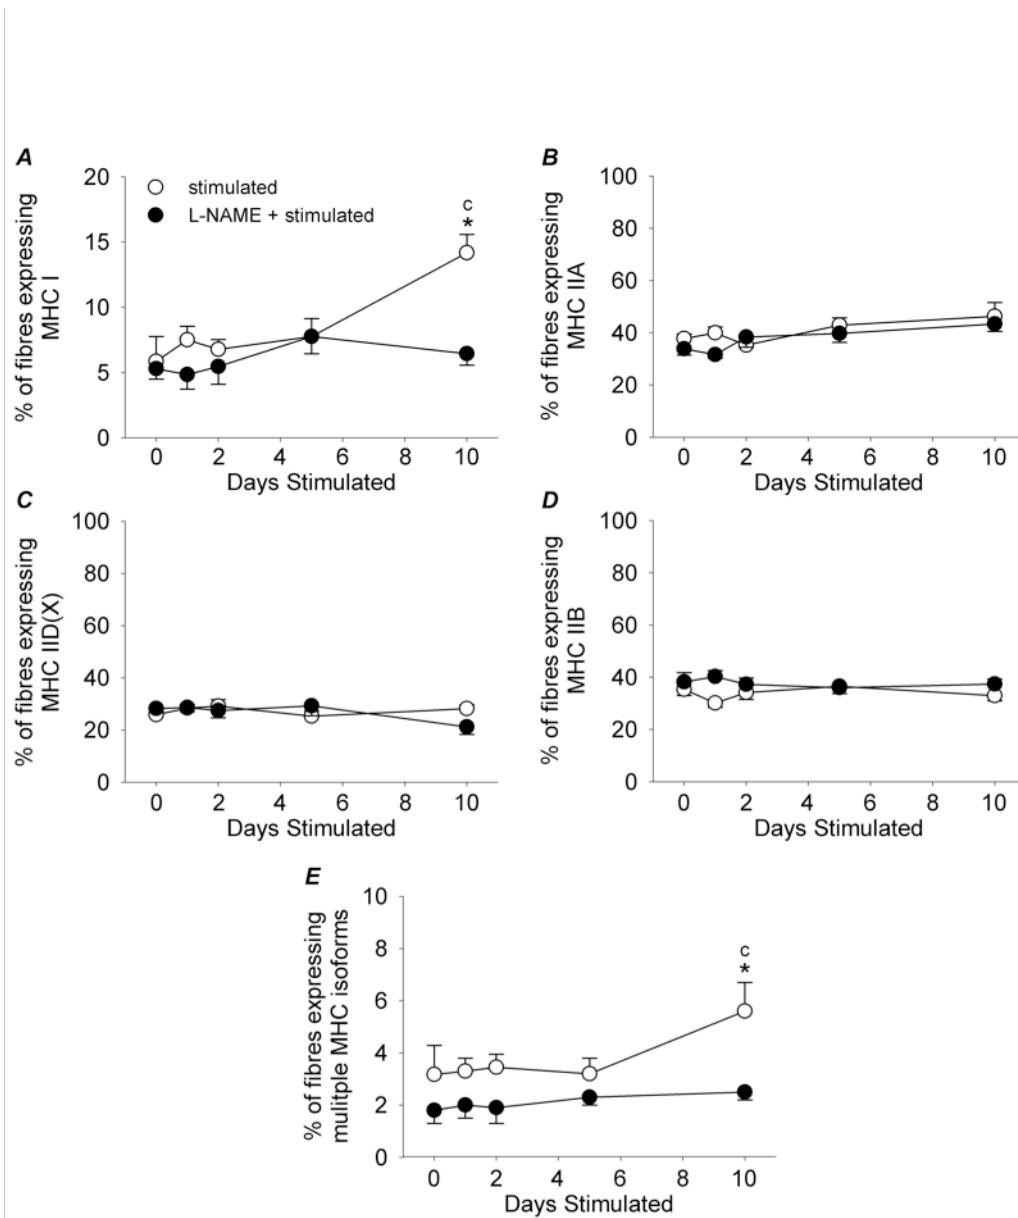 A
B
% of fibres expressing
MHC I
20
15
10
5
0
stimulated
L-NAME + stimulated
c
*
0 2 4 6 8 10
Days Stimulated
% of fibres expressing
MHC IIA
100
80
60
40
20
0
0 2 4 6 8 10
Days Stimulated
C
D
% of fibres expressing
MHC IID(X)
100
80
60
40
20
0
0 2 4 6 8 10
Days Stimulated
% of fibres expressing
MHC IIB
100
80
60
40
20
0
0 2 4 6 8 10
Days Stimulated
E
% of fibres expressing
mulitple MHC isoforms
10
8
6
4
2
0
c
*
0 2 4 6 8 10
Days Stimulated